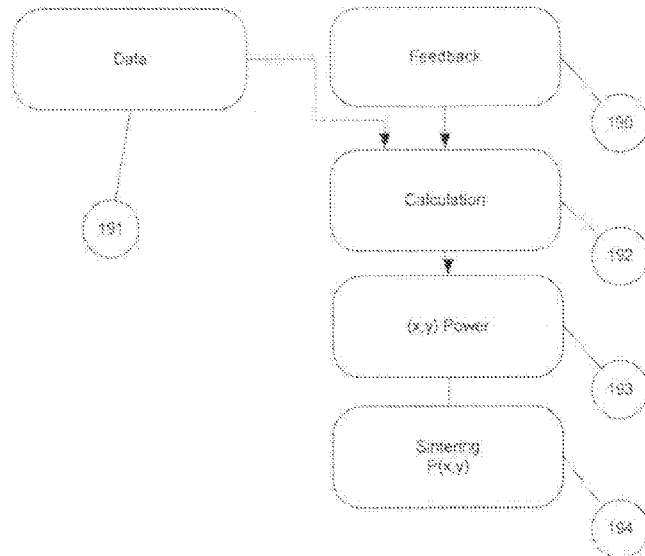 Data
Feedback
190
Calculation
191
192
(x,y) Power
193
Sintering
P(x,y)
194